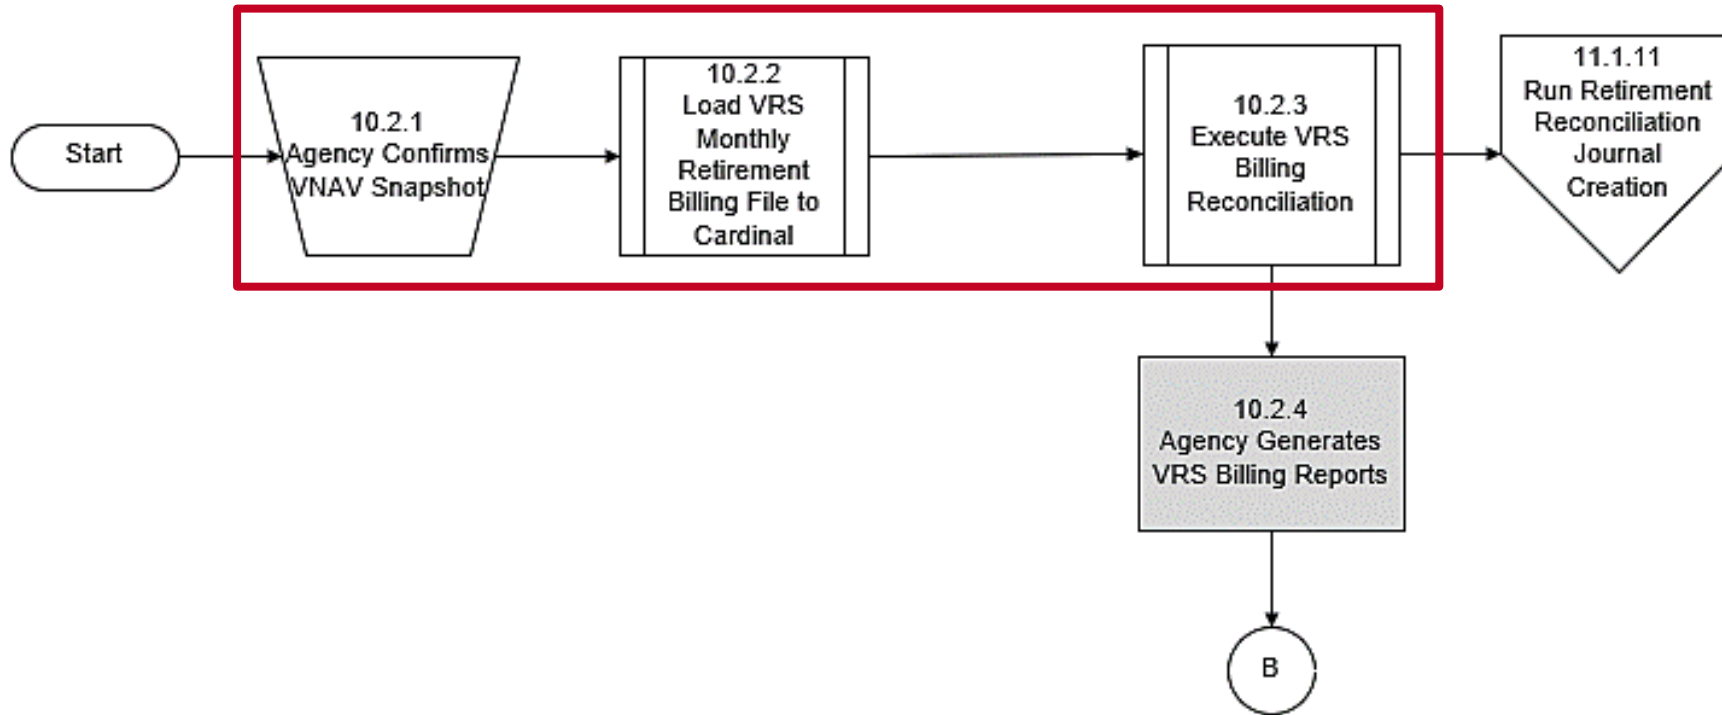 Start
10.2.1
Agency Confirms
VNAV Snapshot
10.2.2
Load VRS
Monthly
Retirement
Billing File to
Cardinal
10.2.3
Execute VRS
Billing
Reconciliation
11.1.11
Run Retirement
Reconciliation
Journal
Creation
10.2.4
Agency Generates
VRS Billing Reports
B